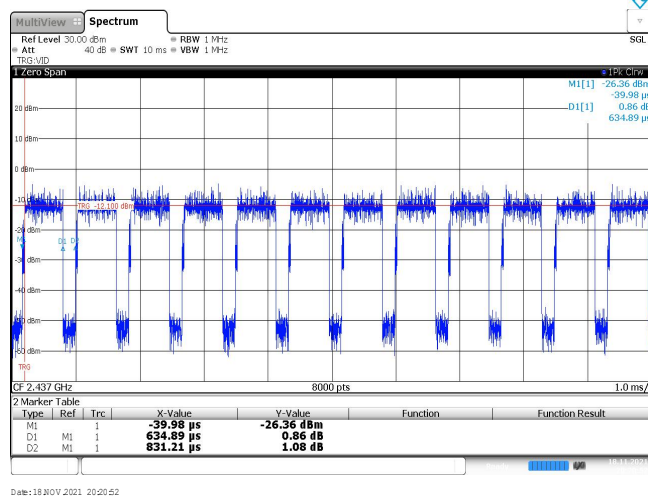 MultiView Spectrum
Ref Level 30.00 dBm RBW 1 MHz SGL
Att 40 dB SWT 10 ms VBW 1 MHz
TRG:VID
1 Zero Span 1Pk Clrw
M1[1] -26.36 dBm
-39.98 µs
D1[1] 0.86 dB
634.89 µs
20 dBm
10 dBm
0 dBm
-10 dBm
TRG -12.100 dBm
-20 dBm
M1 D1 D2
-30 dBm
-40 dBm
-50 dBm
-60 dBm
TRG
CF 2.437 GHz 8000 pts 1.0 ms/
2 Marker Table
Type Ref Trc X-Value Y-Value Function Function Result
M1 1 -39.98 µs -26.36 dBm
D1 M1 1 634.89 µs 0.86 dB
D2 M1 1 831.21 µs 1.08 dB
18.11.2021
Date: 18.NOV.2021 20:20:52